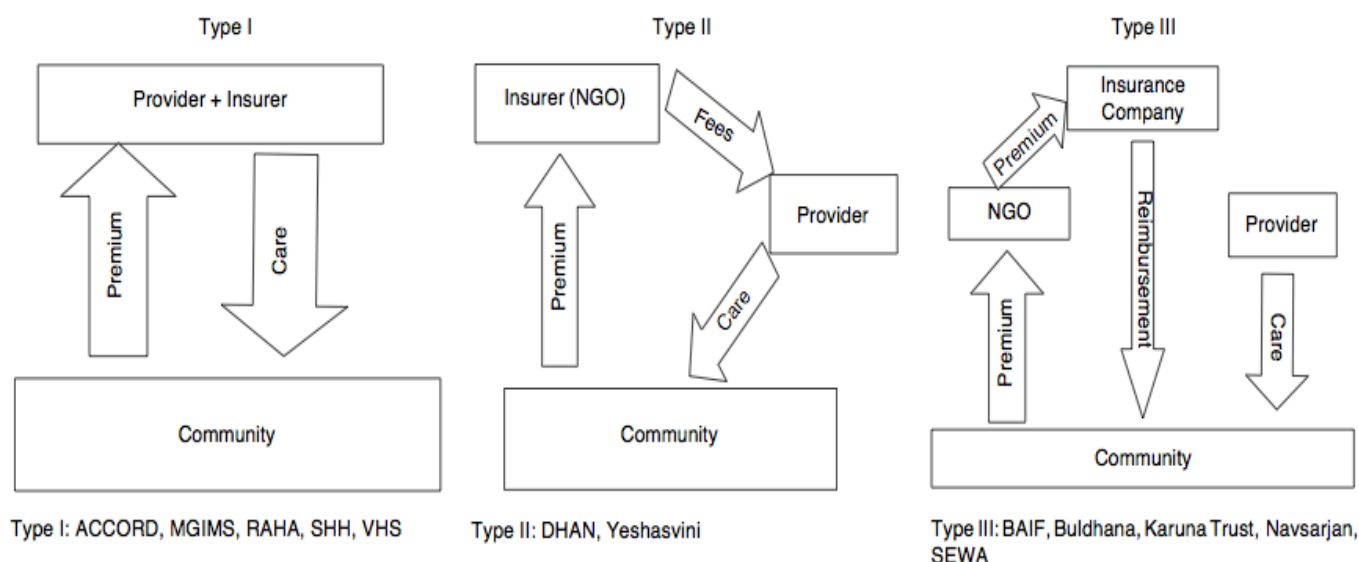 Type I
Provider + Insurer
Premium
Care
Community
Type I: ACCORD, MGIMS, RAHA, SHH, VHS
Type II
Insurer (NGO)
Fees
Provider
Premium
Care
Community
Type II: DHAN, Yeshasvini
Type III
Insurance
Company
Premium
NGO
Reimbursement
Provider
Premium
Care
Community
Type III: BAIF, Buldhana, Karuna Trust, Navsarjan,
SEWA